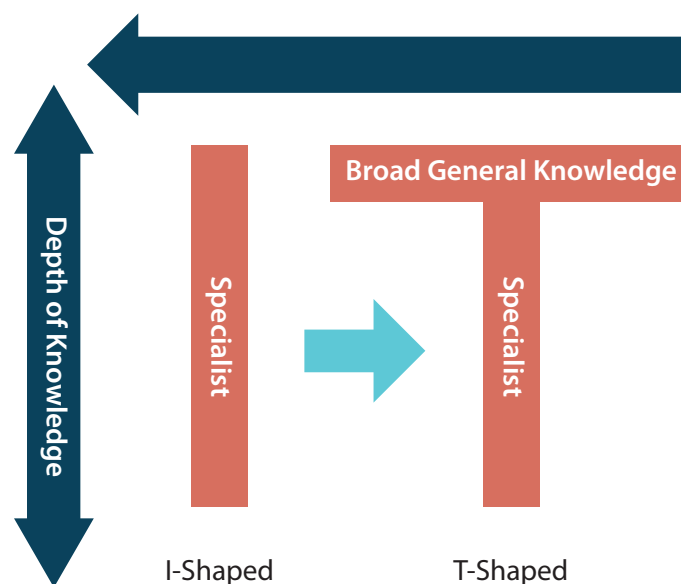 Broad General Knowledge
Depth of Knowledge
Specialist
Specialist
I-Shaped
T-Shaped